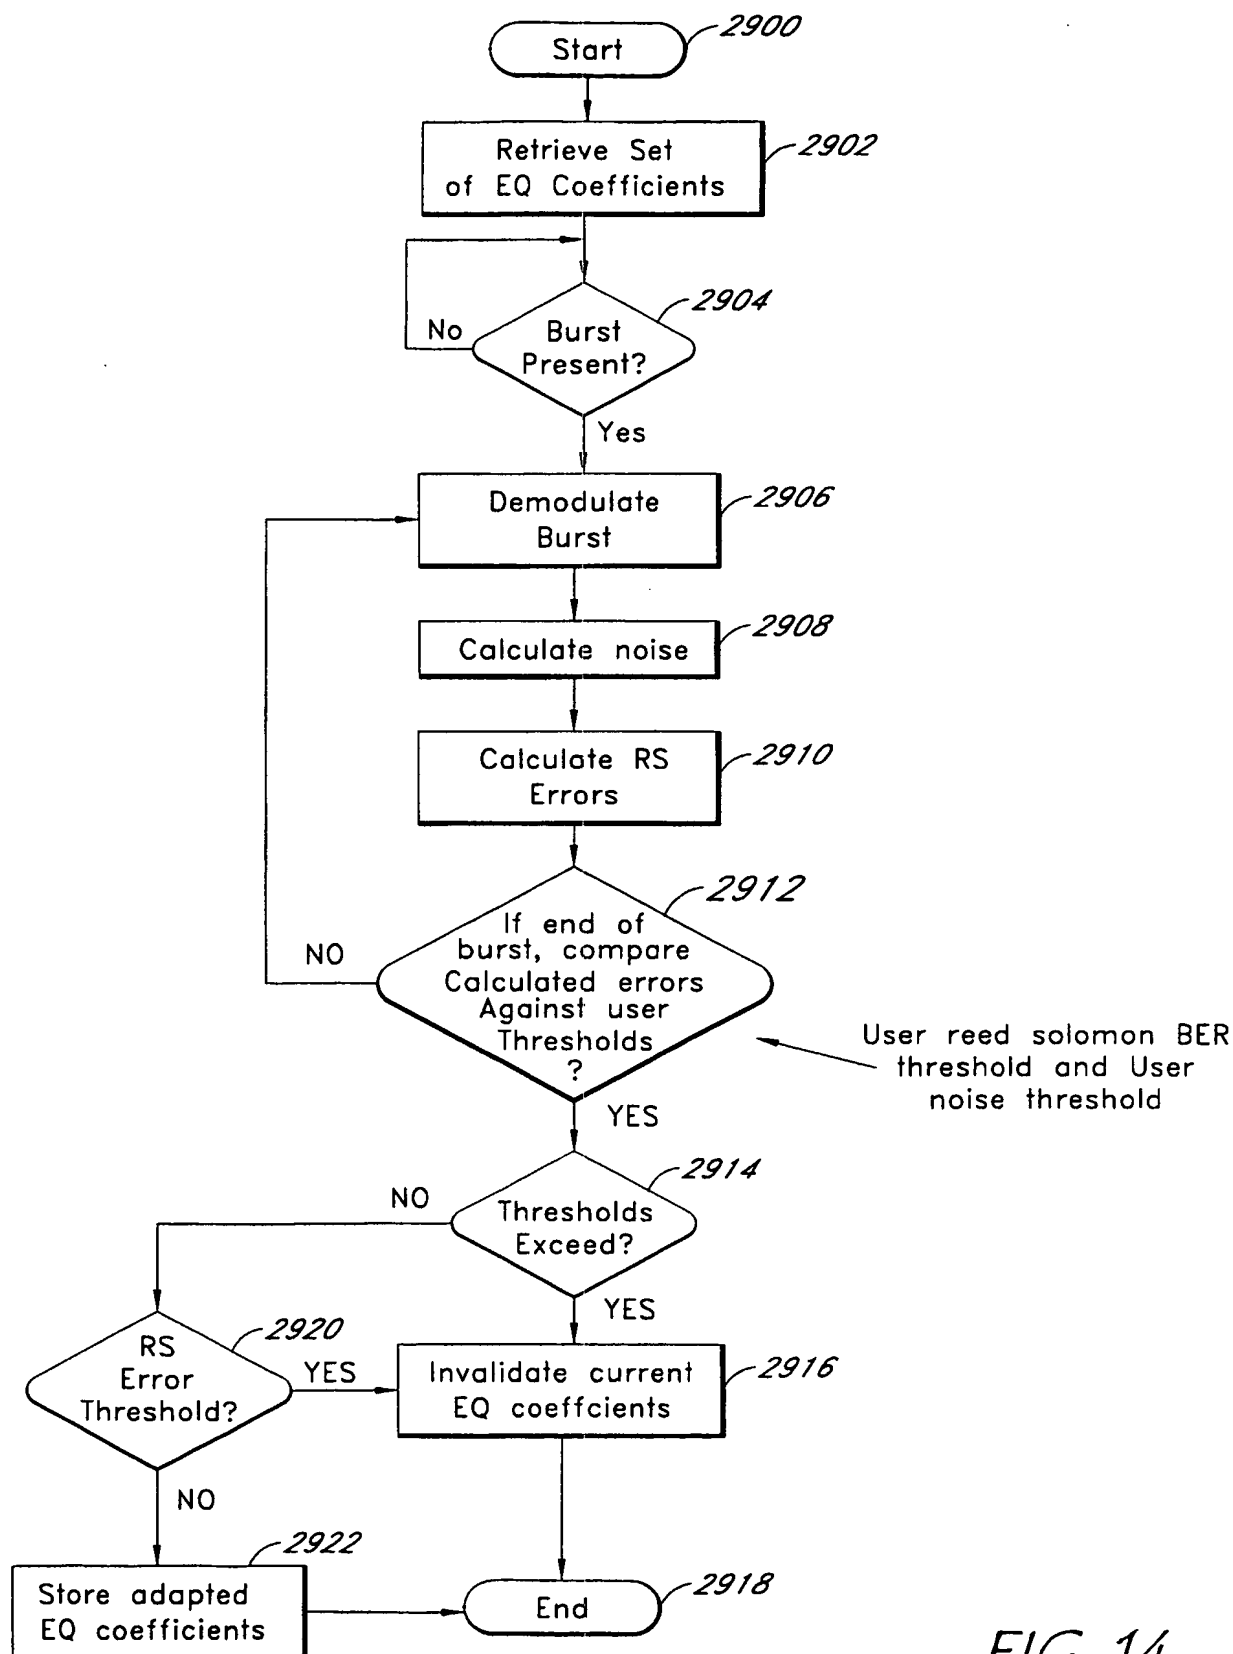 Start
2900
Retrieve Set
of EQ Coefficients
2902
2904
Burst
Present?
No
Yes
Demodulate
Burst
2906
Calculate noise
2908
Calculate RS
Errors
2910
2912
If end of
burst, compare
Calculated errors
Against user
Thresholds
?
NO
User reed solomon BER
threshold and User
noise threshold
YES
2914
Thresholds
Exceed?
NO
YES
2920
RS
Error
Threshold?
YES
Invalidate current
EQ coeffcients
2916
NO
2922
Store adapted
EQ coefficients
End
2918
FIG. 14